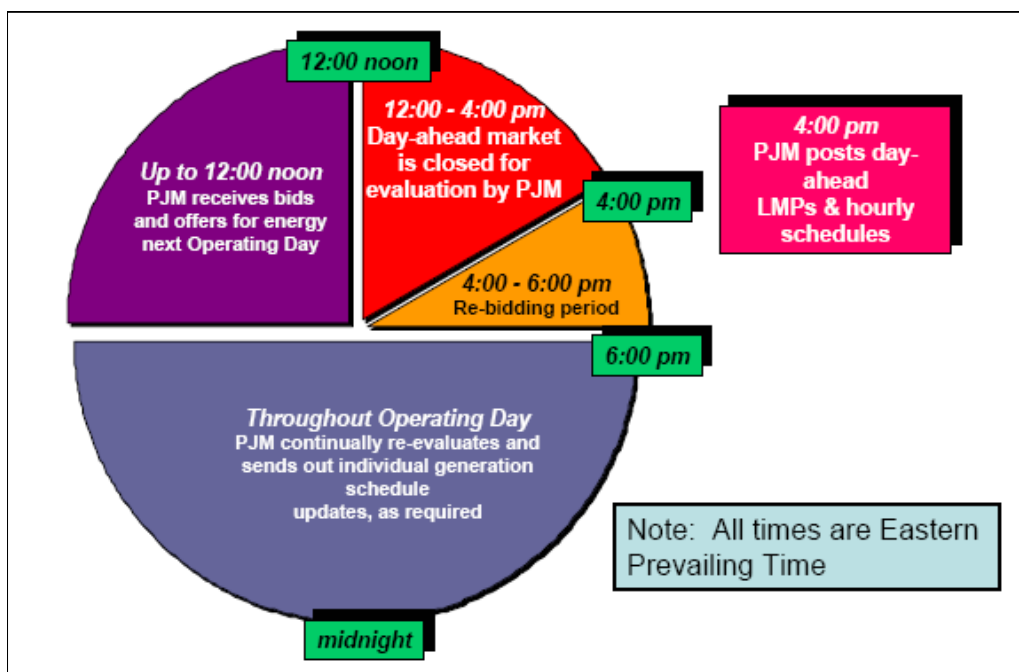 12:00 noon
12:00 - 4:00 pm
Day-ahead market
is closed for
evaluation by PJM
4:00 pm
PJM posts day-
ahead
LMPs & hourly
schedules
Up to 12:00 noon
PJM receives bids
and offers for energy
next Operating Day
4:00 pm
4:00 - 6:00 pm
Re-bidding period
6:00 pm
Throughout Operating Day
PJM continually re-evaluates and
sends out individual generation
schedule
updates, as required
Note: All times are Eastern
Prevailing Time
midnight